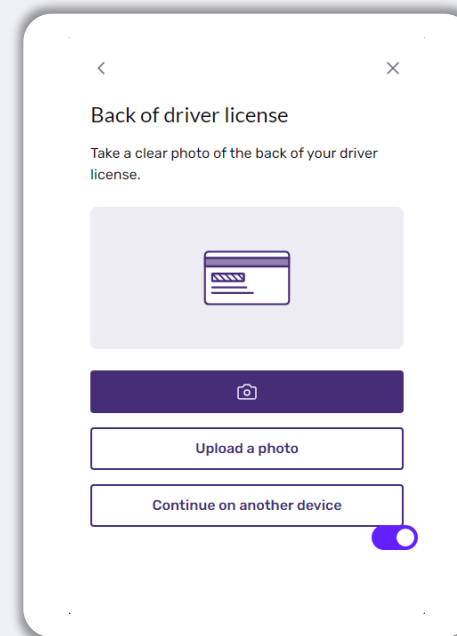 Back of driver license
Take a clear photo of the back of your driver
license.
Upload a photo
Continue on another device